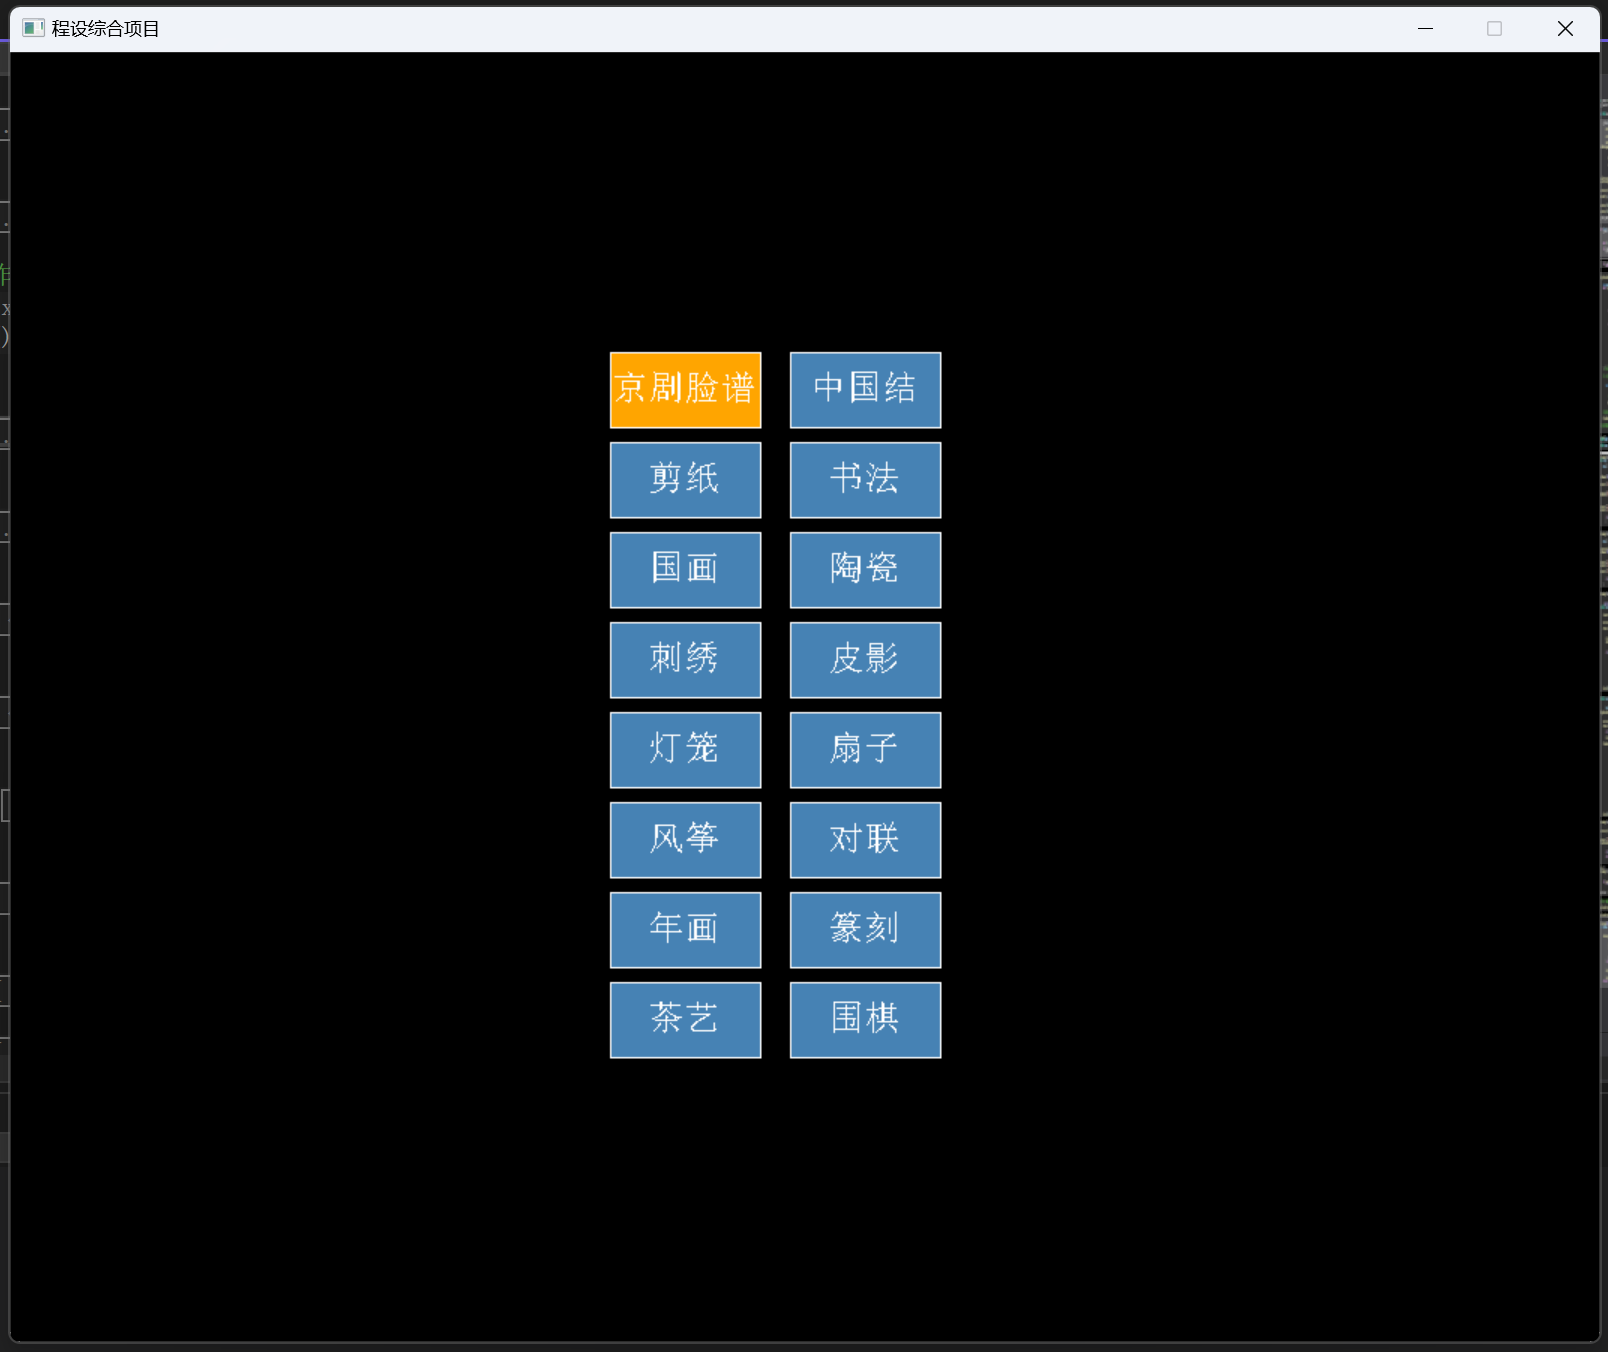 程设综合项目
京剧脸谱 中国结
剪纸 书法
国画 陶瓷
刺绣 皮影
灯笼 扇子
风筝 对联
年画 篆刻
茶艺 围棋